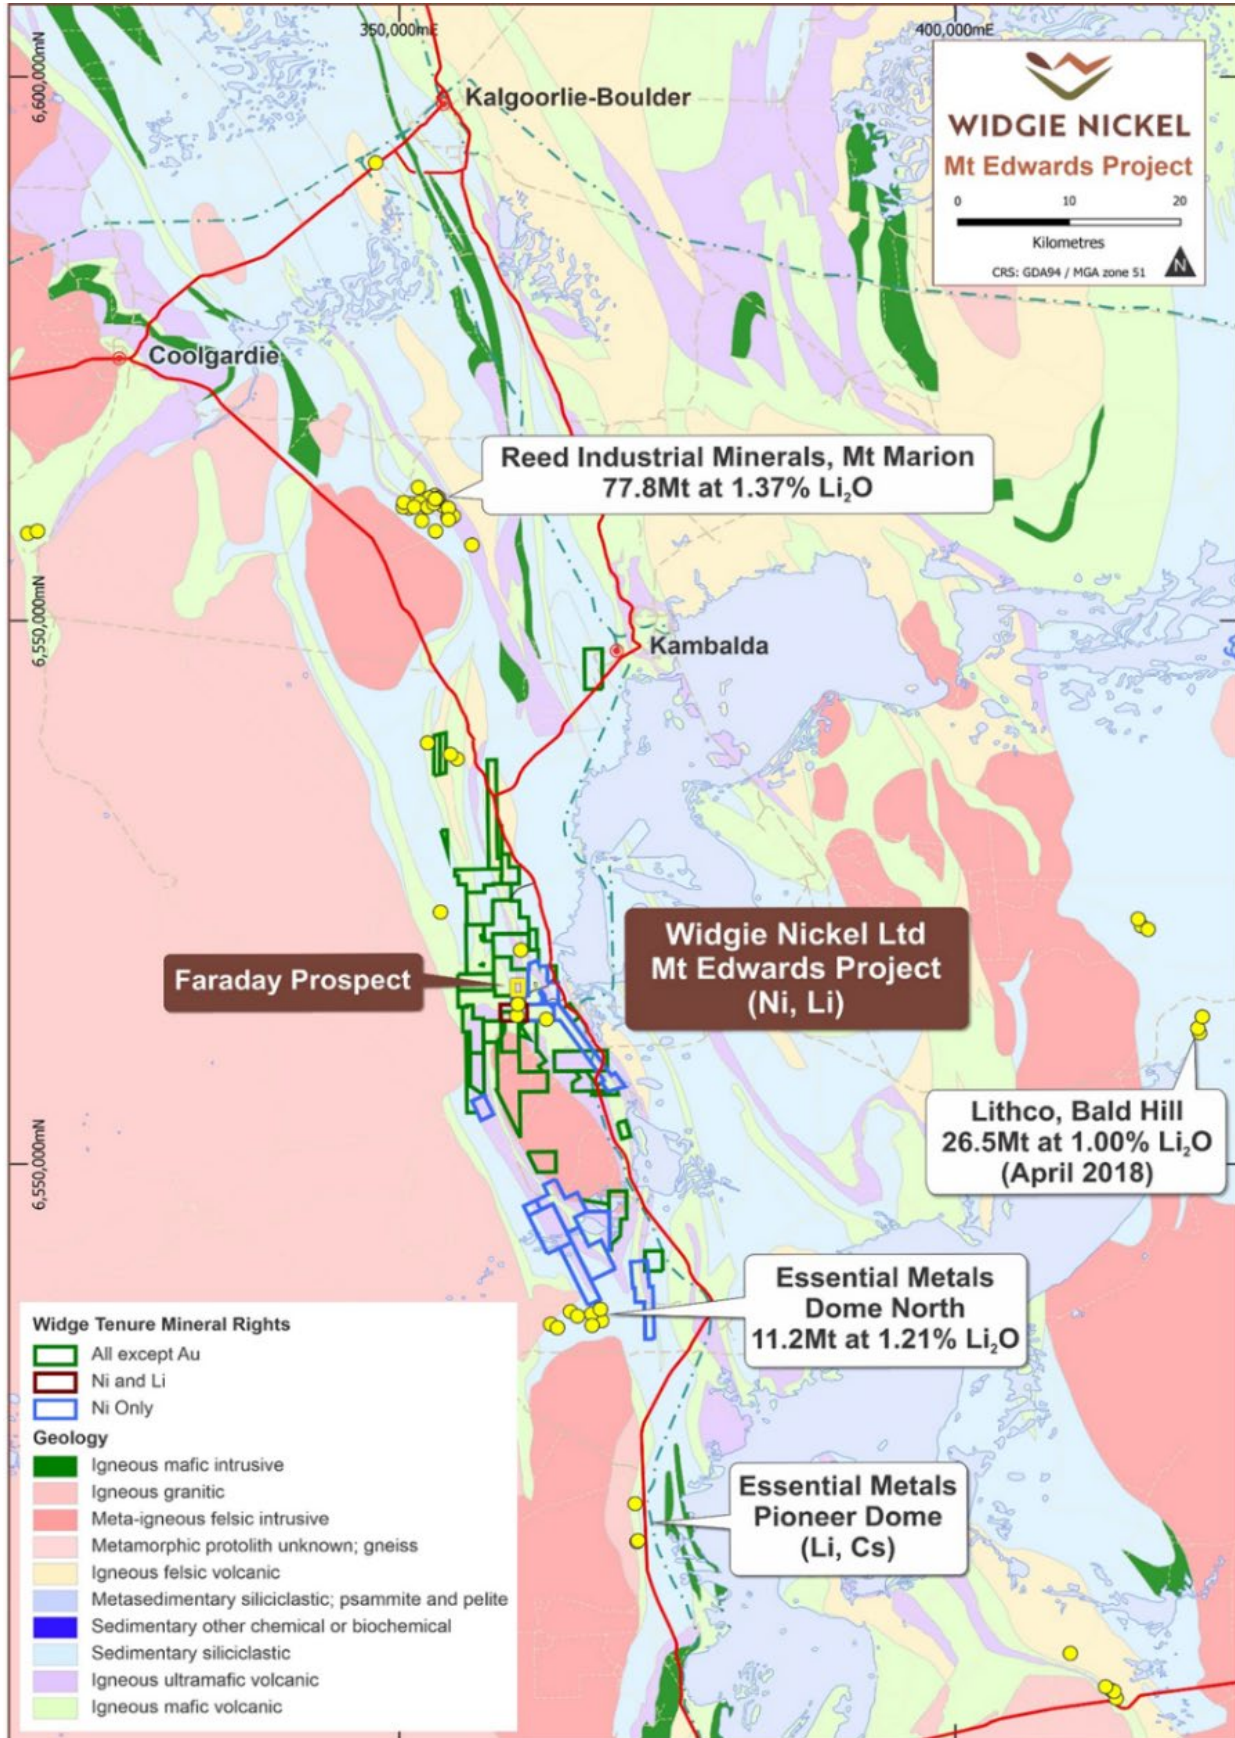 350,000mE
400,000mE
6,600,000mN
WIDGIE NICKEL
Mt Edwards Project
0 10 20
Kilometres
CRS: GDA94 / MGA zone 51
N
Kalgoorlie-Boulder
Coolgardie
Reed Industrial Minerals, Mt Marion
77.8Mt at 1.37% Li₂O
6,550,000mN
Kambalda
Faraday Prospect
Widgie Nickel Ltd
Mt Edwards Project
(Ni, Li)
Lithco, Bald Hill
26.5Mt at 1.00% Li₂O
(April 2018)
6,550,000mN
Essential Metals
Dome North
11.2Mt at 1.21% Li₂O
Essential Metals
Pioneer Dome
(Li, Cs)
Widge Tenure Mineral Rights
All except Au
Ni and Li
Ni Only
Geology
Igneous mafic intrusive
Igneous granitic
Meta-igneous felsic intrusive
Metamorphic protolith unknown; gneiss
Igneous felsic volcanic
Metasedimentary siliciclastic; psammite and pelite
Sedimentary other chemical or biochemical
Sedimentary siliciclastic
Igneous ultramafic volcanic
Igneous mafic volcanic